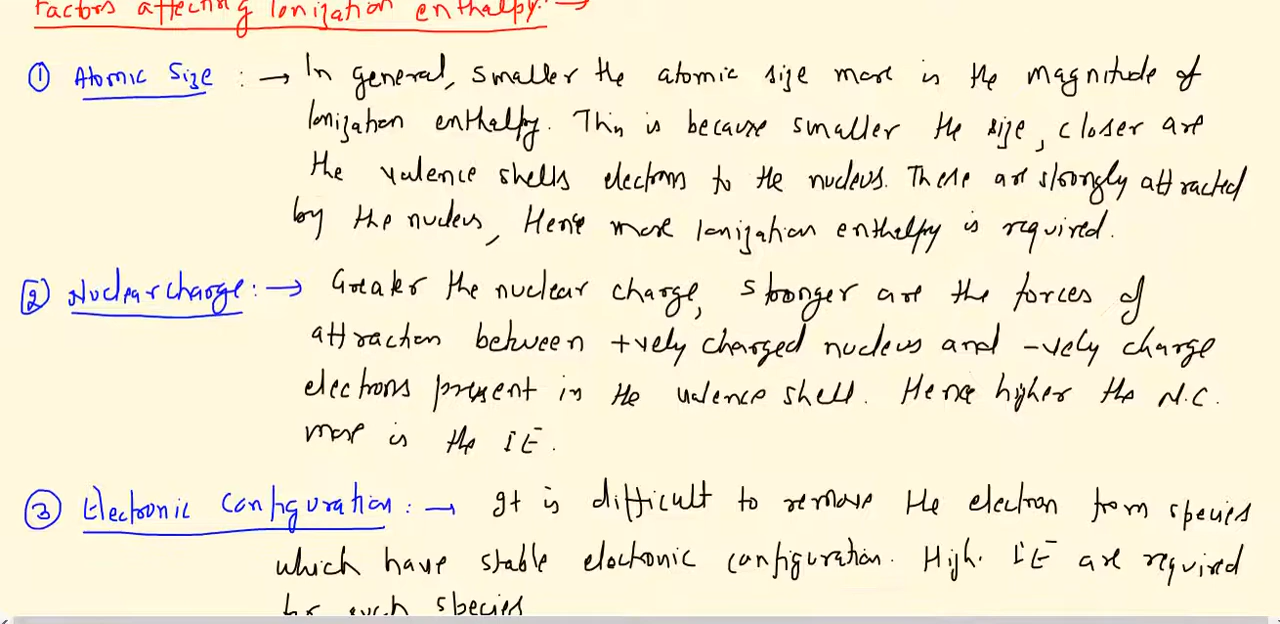 Factors affecting Ionization enthalpy:→
① Atomic Size :→ In general, smaller the atomic size more is the magnitude of
Ionization enthalpy. This is because smaller the size, closer are
the valence shells electrons to the nucleus. These are strongly attracted
by the nucleus, Hence more Ionization enthalpy is required.
② Nuclear charge:→ Greater the nuclear charge, stronger are the forces of
attraction between +vely charged nucleus and -vely charge
electrons present in the valence shell. Hence higher the N.C.
more is the IE.
③ Electronic Configuration:→ It is difficult to remove the electron from species
which have stable electronic configuration. High IE are required
for such species